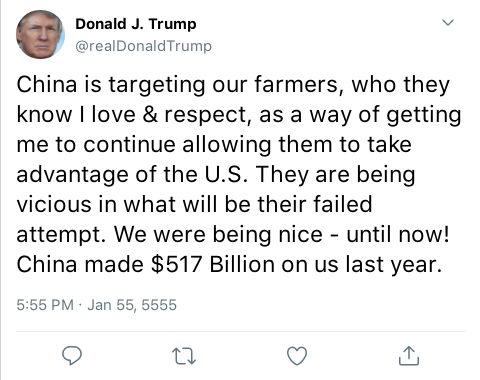 Donald J. Trump
@realDonaldTrump
China is targeting our farmers, who they
know I love & respect, as a way of getting
me to continue allowing them to take
advantage of the U.S. They are being
vicious in what will be their failed
attempt. We were being nice - until now!
China made $517 Billion on us last year.
5:55 PM · Jan 55, 5555